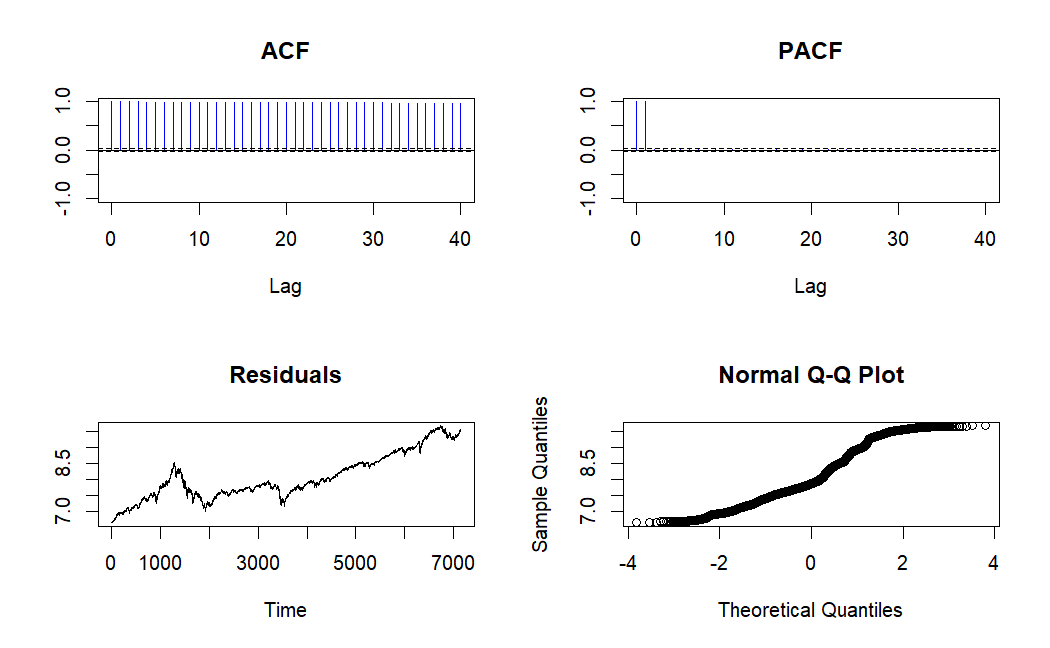 ACF
1.0
0.0
-1.0
0 10 20 30 40
Lag
PACF
1.0
0.0
-1.0
0 10 20 30 40
Lag
Residuals
8.5
7.0
0 1000 3000 5000 7000
Time
Normal Q-Q Plot
Sample Quantiles
8.5
7.0
-4 -2 0 2 4
Theoretical Quantiles